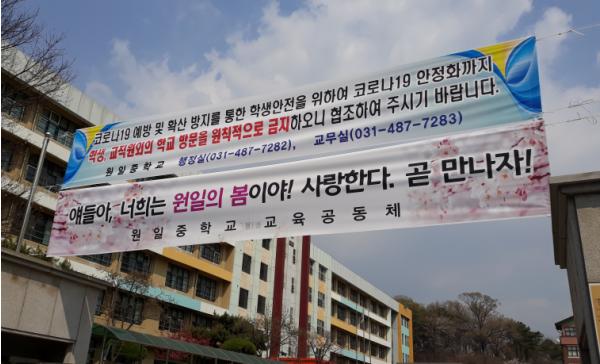 코로나19 예방 및 확산 방지를 통한 학생안전을 위하여 코로나19 안정화까지
학생, 교직원외의 학교 방문을 원칙적으로 금지하오니 협조하여 주시기 바랍니다.
원일중학교 행정실(031-487-7282), 교무실(031-487-7283)
얘들아, 너희는 원일의 봄이야! 사랑한다. 곧 만나자!
원일중학교교육공동체